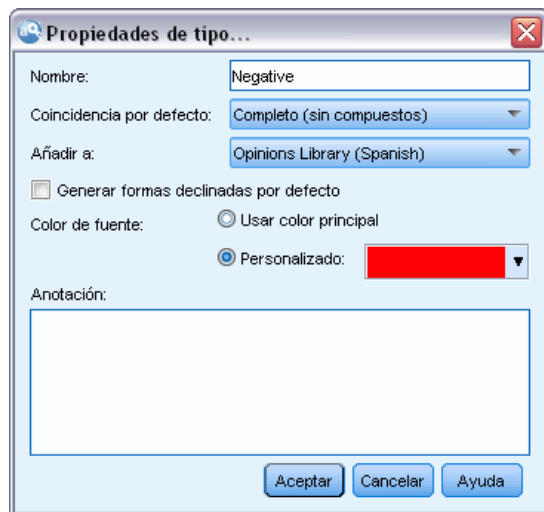 Propiedades de tipo...
Nombre: Negative
Coincidencia por defecto: Completo (sin compuestos)
Añadir a: Opinions Library (Spanish)
Generar formas declinadas por defecto
Color de fuente: Usar color principal
Personalizado:
Anotación:
Aceptar Cancelar Ayuda